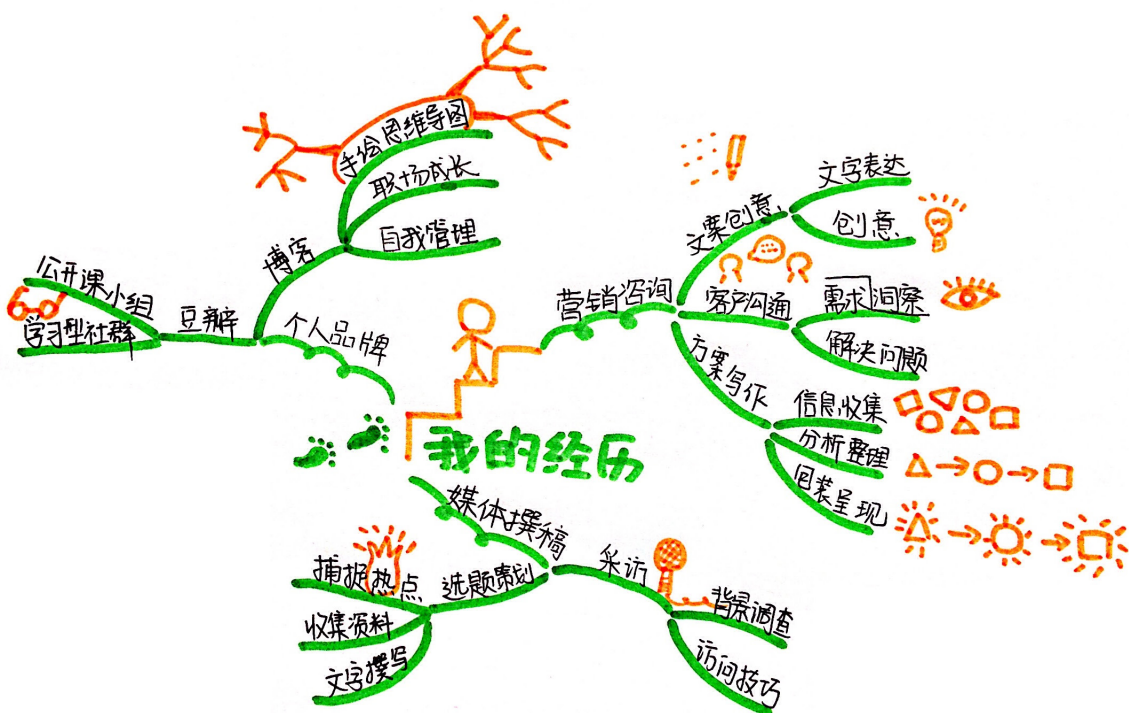 我的经历
营销咨询
文案创意
文字表达
创意
客户沟通
需求洞察
解决问题
方案写作
信息收集
分析整理
包装呈现
媒体撰稿
采访
背景调查
访问技巧
选题策划
捕捉热点
收集资料
文字撰写
个人品牌
豆瓣
公开课小组
学习型社群
博客
手绘思维导图
职场成长
自我管理